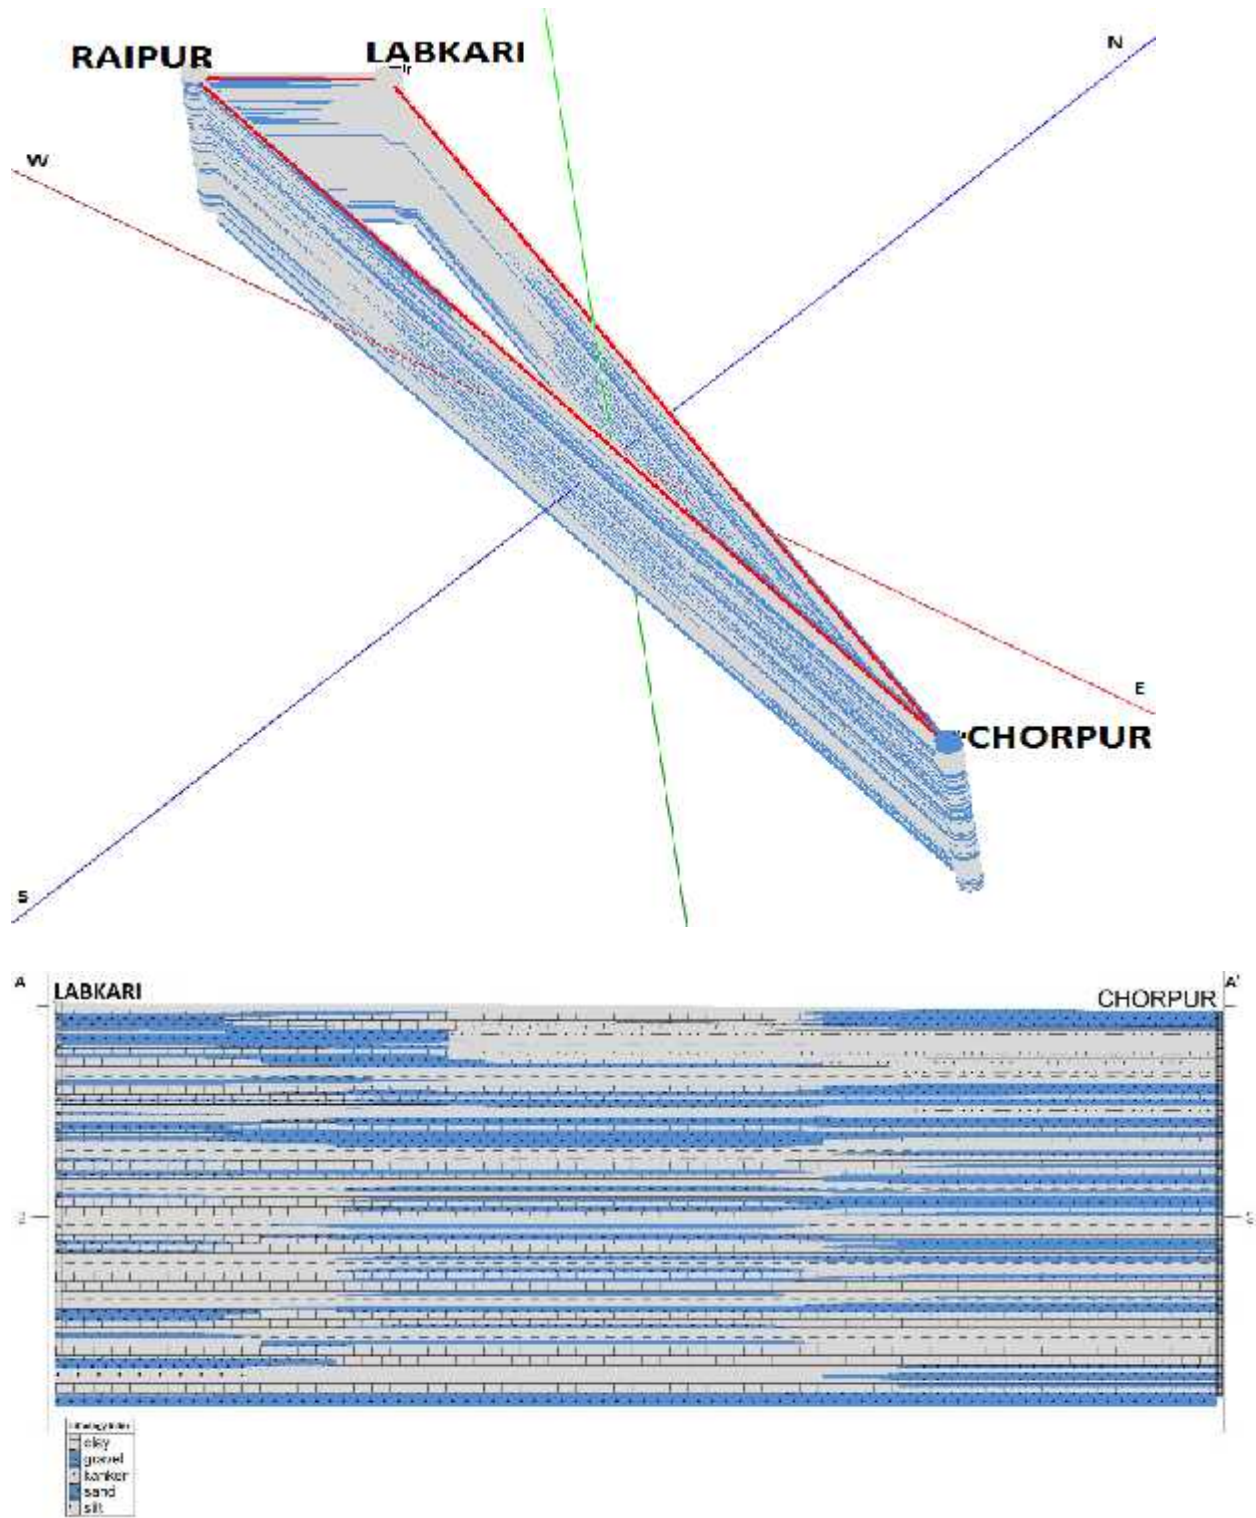 RAIPUR
LABKARI
N
W
E
CHORPUR
S
A
A'
LABKARI
CHORPUR
clay
gravel
kanker
sand
silt